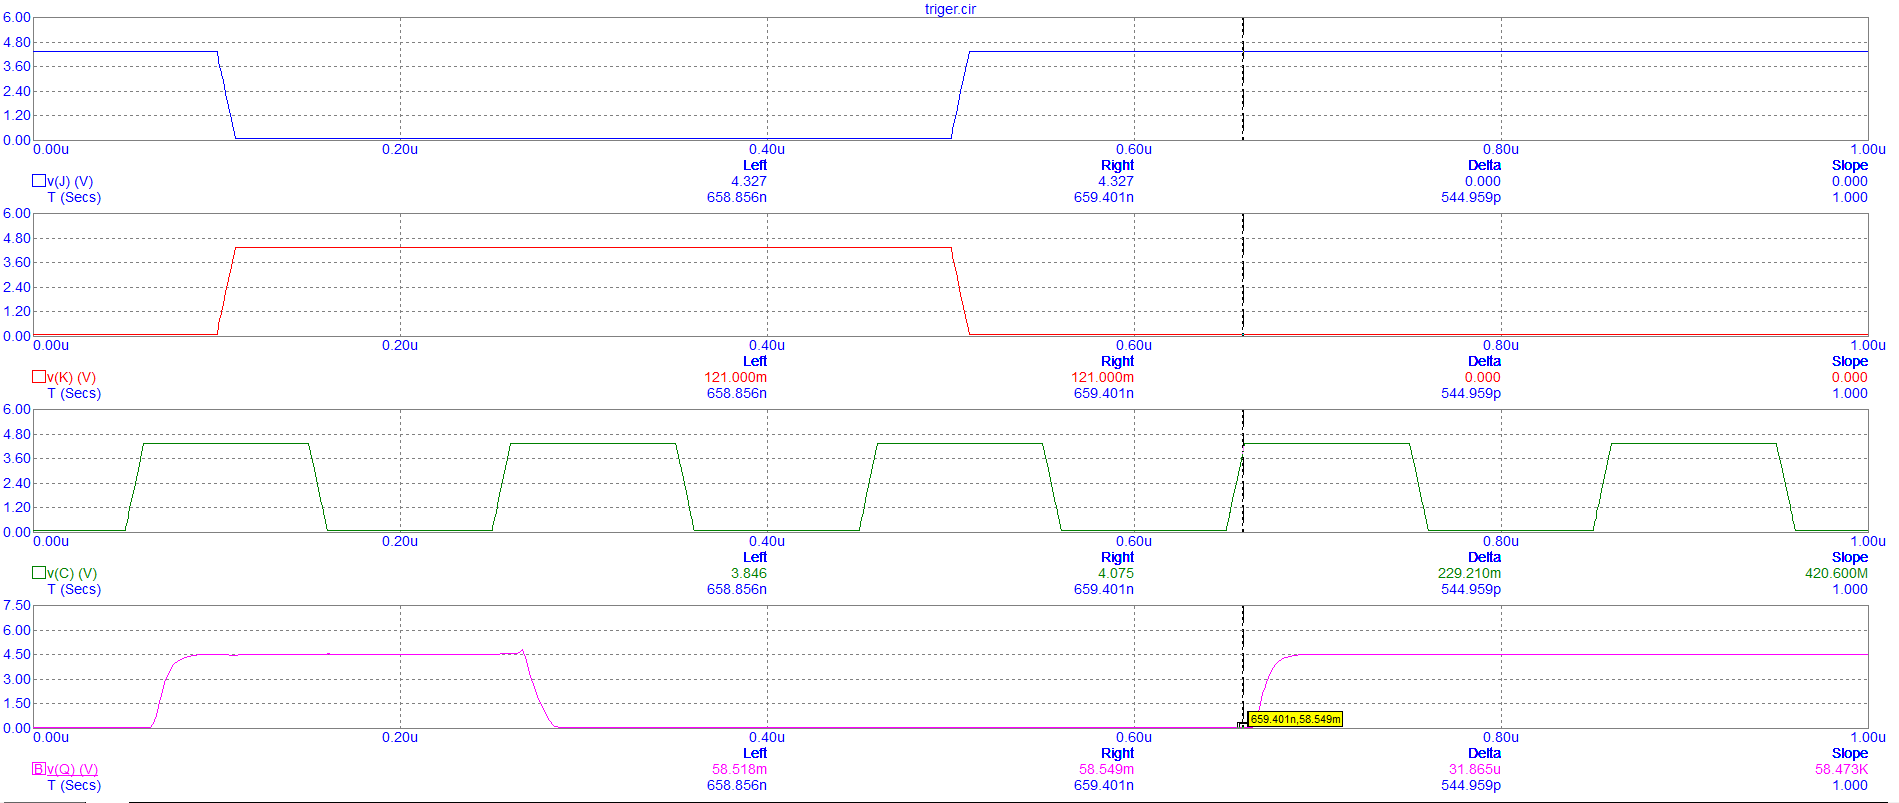 triger.cir
6.00
4.80
3.60
2.40
1.20
0.00
0.00u 0.20u 0.40u 0.60u 0.80u 1.00u
Left Right Delta Slope
v(J) (V) 4.327 4.327 0.000 0.000
T (Secs) 658.856n 659.401n 544.959p 1.000
6.00
4.80
3.60
2.40
1.20
0.00
0.00u 0.20u 0.40u 0.60u 0.80u 1.00u
Left Right Delta Slope
v(K) (V) 121.000m 121.000m 0.000 0.000
T (Secs) 658.856n 659.401n 544.959p 1.000
6.00
4.80
3.60
2.40
1.20
0.00
0.00u 0.20u 0.40u 0.60u 0.80u 1.00u
Left Right Delta Slope
v(C) (V) 3.846 4.075 229.210m 420.600M
T (Secs) 658.856n 659.401n 544.959p 1.000
7.50
6.00
4.50
3.00
1.50
659.401n,58.549m
0.00
0.00u 0.20u 0.40u 0.60u 0.80u 1.00u
Left Right Delta Slope
B v(Q) (V) 58.518m 58.549m 31.865u 58.473K
T (Secs) 658.856n 659.401n 544.959p 1.000